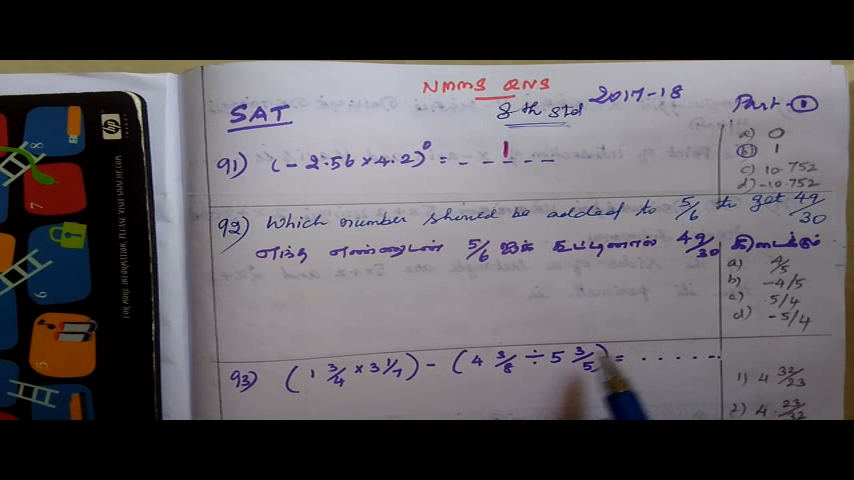 NMMS QNS
SAT 8th std 2017-18 Part-①
91) (-2.56 × 4.2)⁰ = - - 1 - - -
a) 0
b) 1
c) 10.752
d) -10.752
92) Which number should be added to 5/6 to get 49/30
எந்த எண்ணுடன் 5/6 ஐக் கூட்டினால் 49/30 கிடைக்கும்
a) 4/5
b) -4/5
c) 5/4
d) -5/4
93) (1 3/4 × 3 1/7) - (4 3/8 ÷ 5 3/5) = . . . . . .
1) 4 32/23
2) 4 23/32
hp